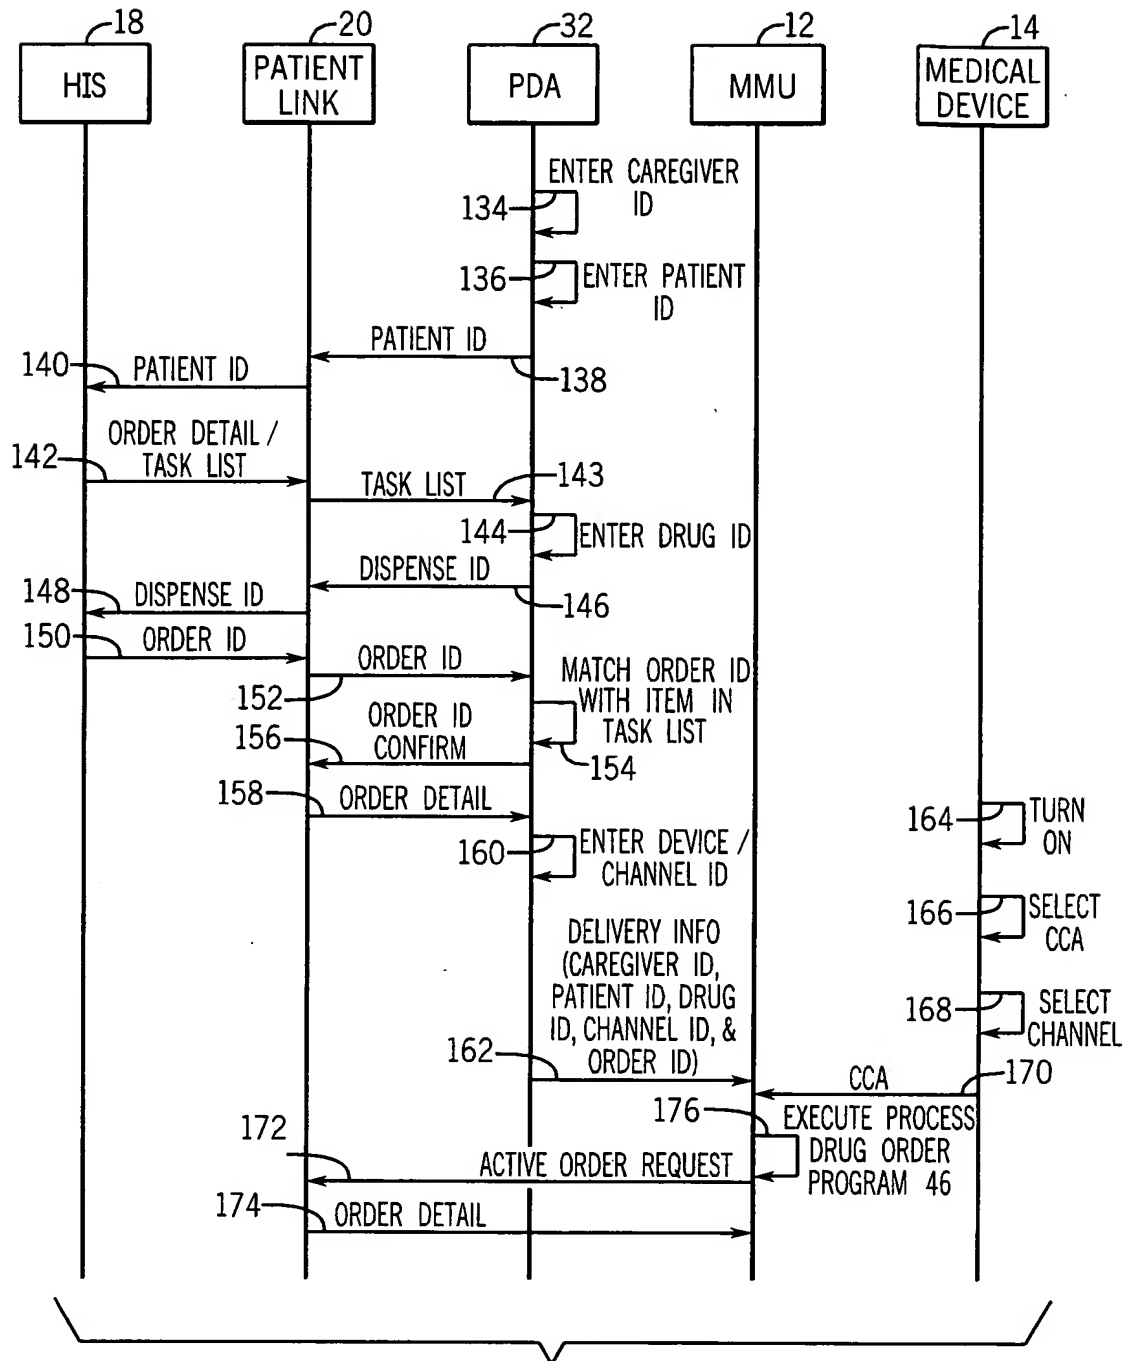 18
20
32
12
14
HIS
PATIENT
LINK
PDA
MMU
MEDICAL
DEVICE
ENTER CAREGIVER
ID
134
136
ENTER PATIENT
ID
PATIENT ID
138
140
PATIENT ID
ORDER DETAIL /
TASK LIST
142
TASK LIST
143
144
ENTER DRUG ID
DISPENSE ID
146
148
DISPENSE ID
150
ORDER ID
ORDER ID
152
MATCH ORDER ID
WITH ITEM IN
TASK LIST
154
ORDER ID
CONFIRM
156
158
ORDER DETAIL
160
ENTER DEVICE /
CHANNEL ID
164
TURN
ON
166
SELECT
CCA
168
SELECT
CHANNEL
DELIVERY INFO
(CAREGIVER ID,
PATIENT ID, DRUG
ID, CHANNEL ID, &
ORDER ID)
162
CCA
170
176
EXECUTE PROCESS
DRUG ORDER
PROGRAM 46
172
ACTIVE ORDER REQUEST
174
ORDER DETAIL